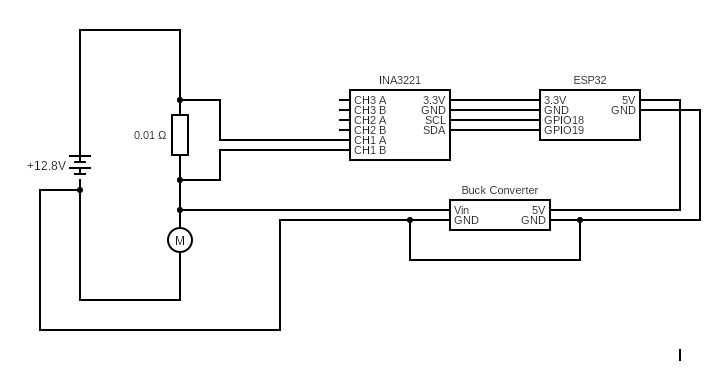 INA3221
ESP32
CH3 A 3.3V
CH3 B GND
CH2 A SCL
CH2 B SDA
CH1 A
CH1 B
3.3V 5V
GND GND
GPIO18
GPIO19
0.01 Ω
+12.8V
Buck Converter
Vin 5V
GND GND
M